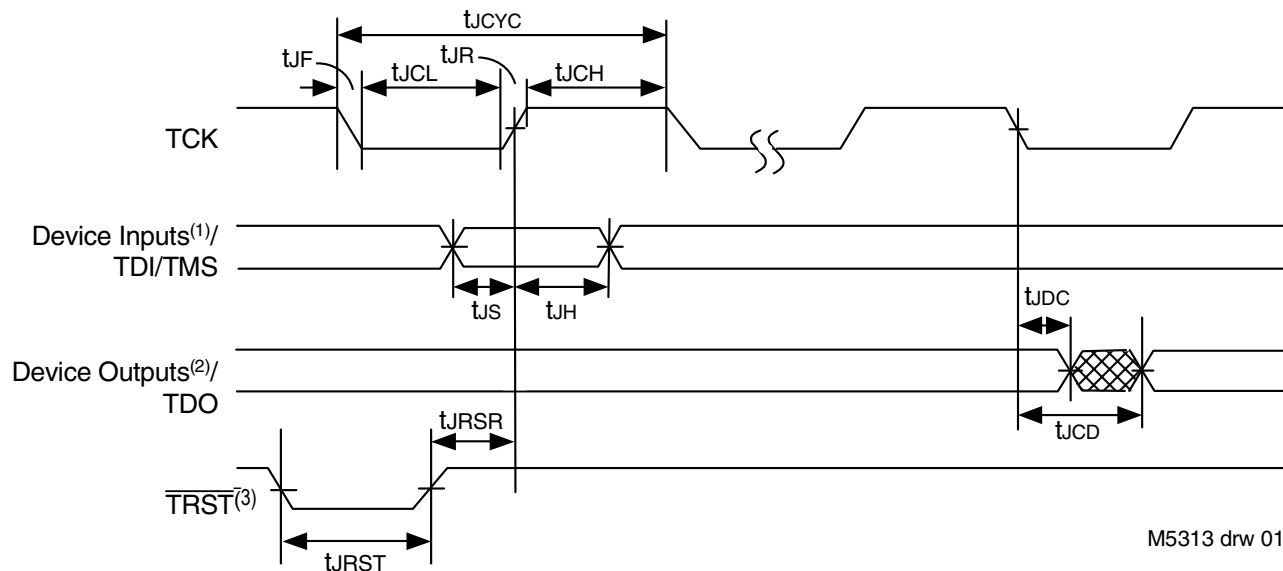 tJCYC
tJF
tJR
tJCL
tJCH
TCK
Device Inputs(1)/
TDI/TMS
tJS
tJH
tJDC
Device Outputs(2)/
TDO
tJRSR
tJCD
TRST(3)
tJRST
M5313 drw 01